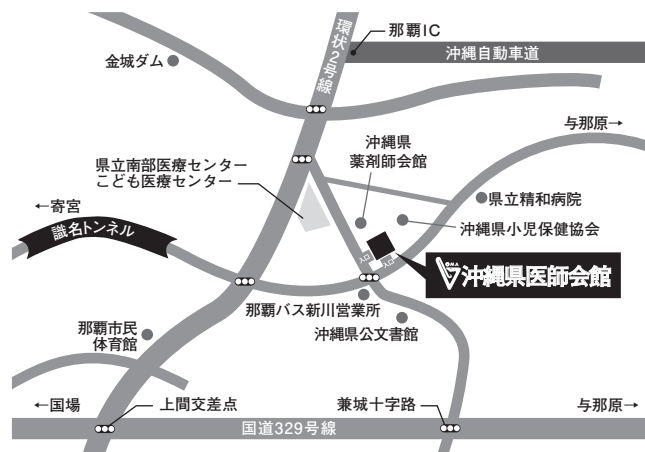 那覇IC
環状2号線
沖縄自動車道
金城ダム
与那原→
沖縄県
薬剤師会館
県立南部医療センター
こども医療センター
県立精和病院
←寄宮
沖縄県小児保健協会
識名トンネル
入口
入口
OMA
沖縄県医師会館
那覇バス新川営業所
沖縄県公文書館
那覇市民
体育館
←国場
上間交差点
兼城十字路
与那原→
国道329号線